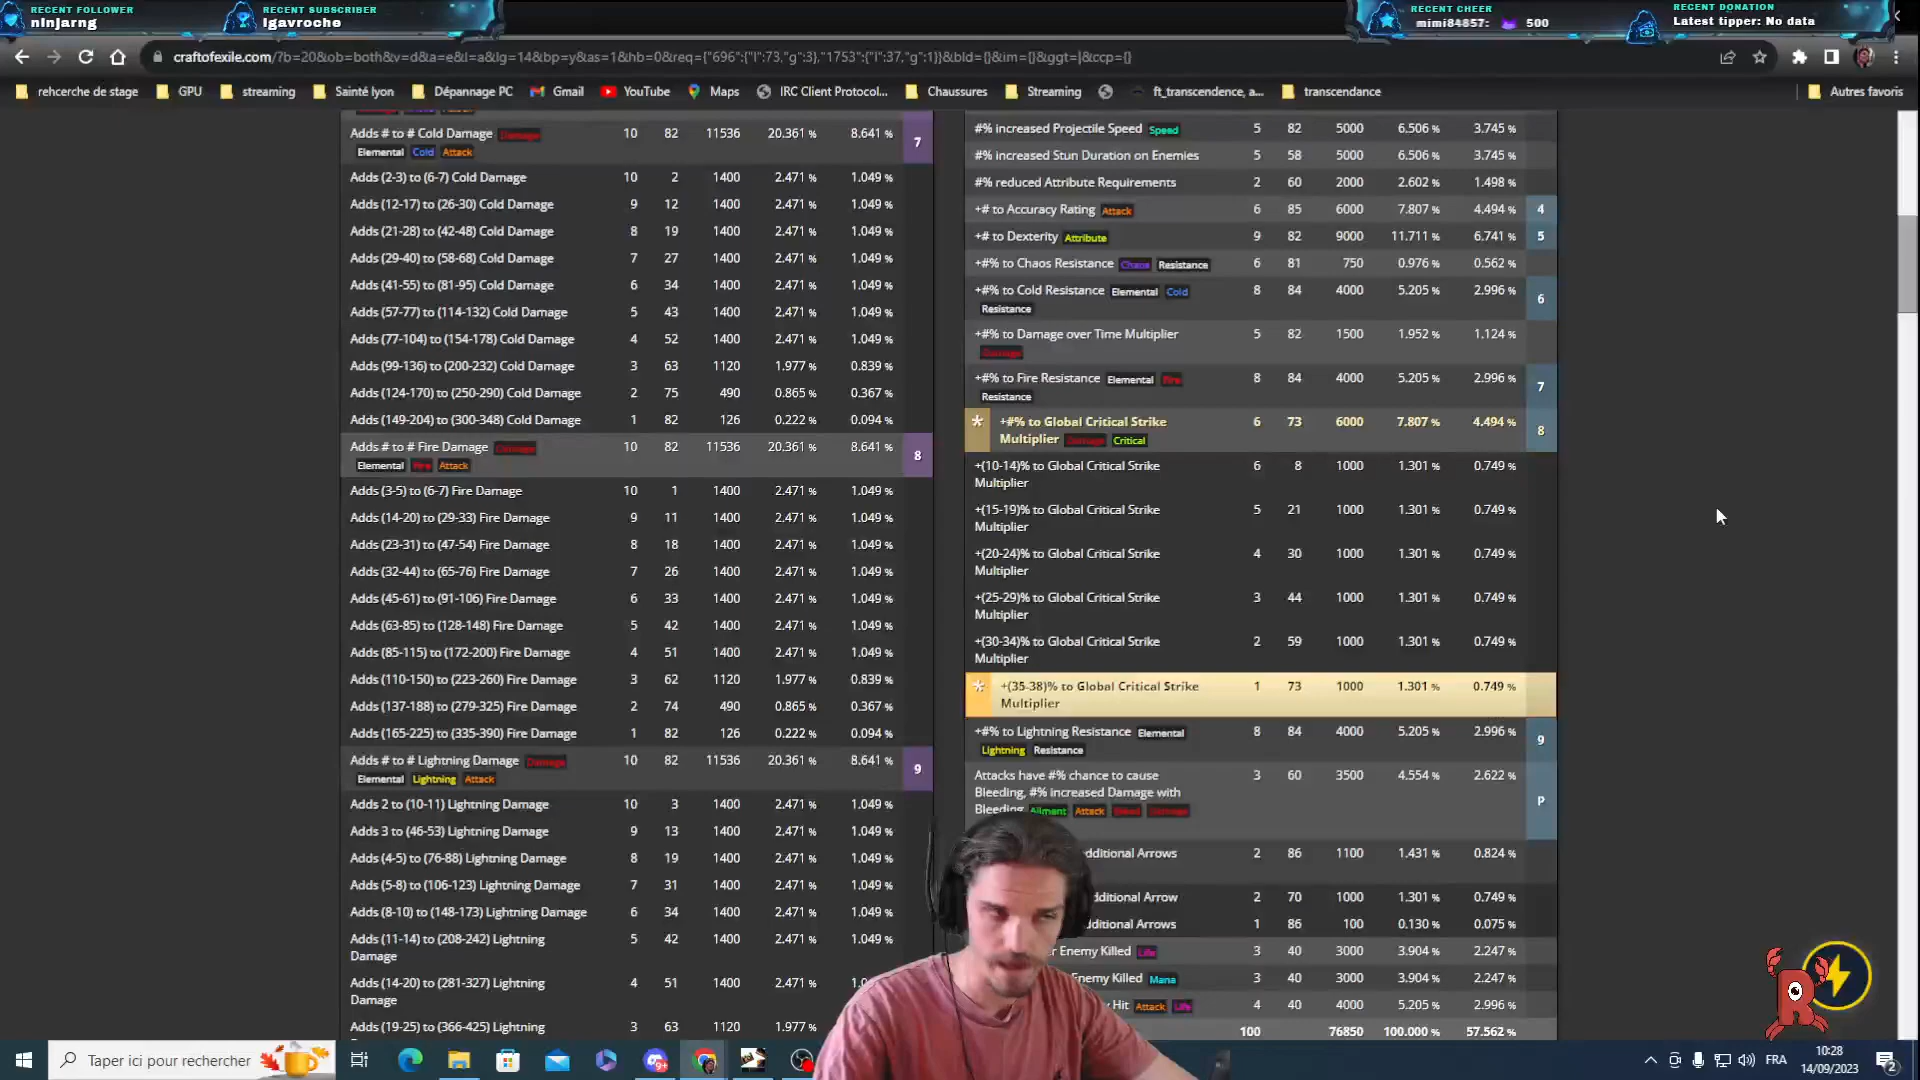 RECENT FOLLOWER
ninjarng
RECENT SUBSCRIBER
lgavroche
RECENT CHEER
mimi84857: 500
RECENT DONATION
Latest tipper: No data
craftofexile.com/?b=20&ob=both&v=d&a=e&l=a&lg=14&bp=y&as=1&hb=0&req={"696":{"l":73,"g":3},"1753":{"l":37,"g":1}}&bld={}&im={}&ggt=|&ccp={}
rehcerche de stage
GPU
streaming
Sainté lyon
Dépannage PC
Gmail
YouTube
Maps
IRC Client Protocol...
Chaussures
Streaming
ft_transcendence, a...
transcendance
Autres favoris
Adds # to # Cold Damage Damage 10 82 11536 20.361 % 8.641 % 7
Elemental Cold Attack
Adds (2-3) to (6-7) Cold Damage 10 2 1400 2.471 % 1.049 %
Adds (12-17) to (26-30) Cold Damage 9 12 1400 2.471 % 1.049 %
Adds (21-28) to (42-48) Cold Damage 8 19 1400 2.471 % 1.049 %
Adds (29-40) to (58-68) Cold Damage 7 27 1400 2.471 % 1.049 %
Adds (41-55) to (81-95) Cold Damage 6 34 1400 2.471 % 1.049 %
Adds (57-77) to (114-132) Cold Damage 5 43 1400 2.471 % 1.049 %
Adds (77-104) to (154-178) Cold Damage 4 52 1400 2.471 % 1.049 %
Adds (99-136) to (200-232) Cold Damage 3 63 1120 1.977 % 0.839 %
Adds (124-170) to (250-290) Cold Damage 2 75 490 0.865 % 0.367 %
Adds (149-204) to (300-348) Cold Damage 1 82 126 0.222 % 0.094 %
Adds # to # Fire Damage Damage 10 82 11536 20.361 % 8.641 % 8
Elemental Fire Attack
Adds (3-5) to (6-7) Fire Damage 10 1 1400 2.471 % 1.049 %
Adds (14-20) to (29-33) Fire Damage 9 11 1400 2.471 % 1.049 %
Adds (23-31) to (47-54) Fire Damage 8 18 1400 2.471 % 1.049 %
Adds (32-44) to (65-76) Fire Damage 7 26 1400 2.471 % 1.049 %
Adds (45-61) to (91-106) Fire Damage 6 33 1400 2.471 % 1.049 %
Adds (63-85) to (128-148) Fire Damage 5 42 1400 2.471 % 1.049 %
Adds (85-115) to (172-200) Fire Damage 4 51 1400 2.471 % 1.049 %
Adds (110-150) to (223-260) Fire Damage 3 62 1120 1.977 % 0.839 %
Adds (137-188) to (279-325) Fire Damage 2 74 490 0.865 % 0.367 %
Adds (165-225) to (335-390) Fire Damage 1 82 126 0.222 % 0.094 %
Adds # to # Lightning Damage Damage 10 82 11536 20.361 % 8.641 % 9
Elemental Lightning Attack
Adds 2 to (10-11) Lightning Damage 10 3 1400 2.471 % 1.049 %
Adds 3 to (46-53) Lightning Damage 9 13 1400 2.471 % 1.049 %
Adds (4-5) to (76-88) Lightning Damage 8 19 1400 2.471 % 1.049 %
Adds (5-8) to (106-123) Lightning Damage 7 31 1400 2.471 % 1.049 %
Adds (8-10) to (148-173) Lightning Damage 6 34 1400 2.471 % 1.049 %
Adds (11-14) to (208-242) Lightning 5 42 1400 2.471 % 1.049 %
Damage
Adds (14-20) to (281-327) Lightning 4 51 1400 2.471 %
Damage
Adds (19-25) to (366-425) Lightning 3 63 1120 1.977 %
#% increased Projectile Speed Speed 5 82 5000 6.506 % 3.745 %
#% increased Stun Duration on Enemies 5 58 5000 6.506 % 3.745 %
#% reduced Attribute Requirements 2 60 2000 2.602 % 1.498 %
+# to Accuracy Rating Attack 6 85 6000 7.807 % 4.494 % 4
+# to Dexterity Attribute 9 82 9000 11.711 % 6.741 % 5
+#% to Chaos Resistance Chaos Resistance 6 81 750 0.976 % 0.562 %
+#% to Cold Resistance Elemental Cold 8 84 4000 5.205 % 2.996 % 6
Resistance
+#% to Damage over Time Multiplier 5 82 1500 1.952 % 1.124 %
Damage
+#% to Fire Resistance Elemental Fire 8 84 4000 5.205 % 2.996 % 7
Resistance
* +#% to Global Critical Strike 6 73 6000 7.807 % 4.494 % 8
Multiplier Damage Critical
+(10-14)% to Global Critical Strike 6 8 1000 1.301 % 0.749 %
Multiplier
+(15-19)% to Global Critical Strike 5 21 1000 1.301 % 0.749 %
Multiplier
+(20-24)% to Global Critical Strike 4 30 1000 1.301 % 0.749 %
Multiplier
+(25-29)% to Global Critical Strike 3 44 1000 1.301 % 0.749 %
Multiplier
+(30-34)% to Global Critical Strike 2 59 1000 1.301 % 0.749 %
Multiplier
* +(35-38)% to Global Critical Strike 1 73 1000 1.301 % 0.749 %
Multiplier
+#% to Lightning Resistance Elemental 8 84 4000 5.205 % 2.996 % 9
Lightning Resistance
Attacks have #% chance to cause 3 60 3500 4.554 % 2.622 % P
Bleeding, #% increased Damage with
Bleeding Ailment Attack Bleed Damage
dditional Arrows 2 86 1100 1.431 % 0.824 %
dditional Arrow 2 70 1000 1.301 % 0.749 %
dditional Arrows 1 86 100 0.130 % 0.075 %
r Enemy Killed Life 3 40 3000 3.904 % 2.247 %
Enemy Killed Mana 3 40 3000 3.904 % 2.247 %
Hit Attack Life 4 40 4000 5.205 % 2.996 %
100 76850 100.000 % 57.562 %
Taper ici pour rechercher
FRA
10:28
14/09/2023
2